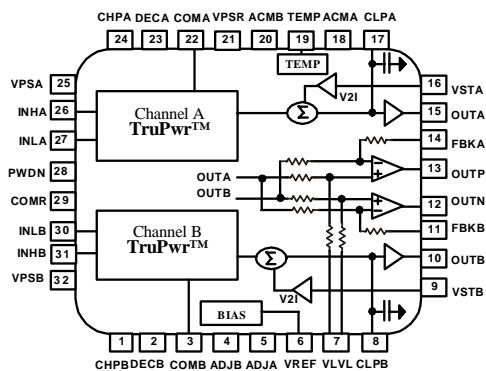 CHPA DECA COMA VPSR ACMB TEMP ACMA CLPA
24 23 22 21 20 19 18 17
TEMP
VPSA 25
INHA 26
INLA 27
PWDN 28
COMR 29
INLB 30
INHB 31
VPSB 32
Channel A
TruPwr™
Σ
V2I
16 VSTA
15 OUTA
14 FBKA
13 OUTP
12 OUTN
11 FBKB
10 OUTB
9 VSTB
OUTA
OUTB
Channel B
TruPwr™
Σ
V2I
BIAS
1 2 3 4 5 6 7 8
CHPB DECB COMB ADJB ADJA VREF VLVL CLPB